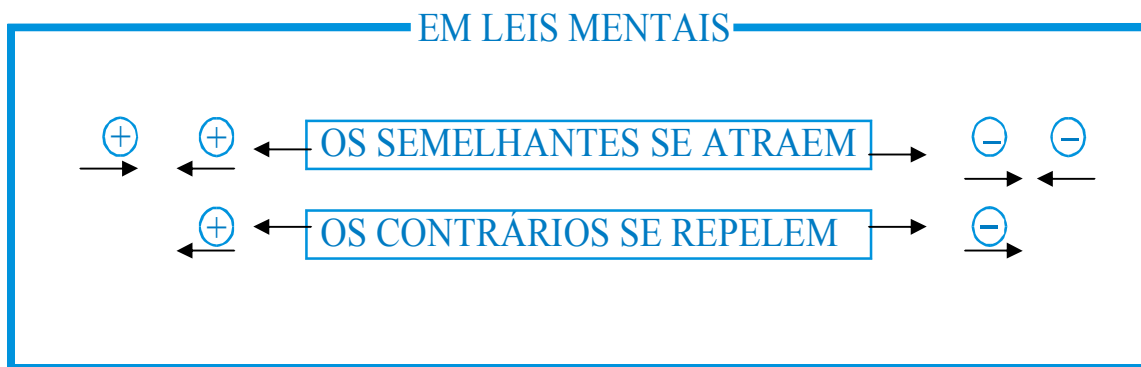 EM LEIS MENTAIS
+ + OS SEMELHANTES SE ATRAEM – –
+ OS CONTRÁRIOS SE REPELEM –